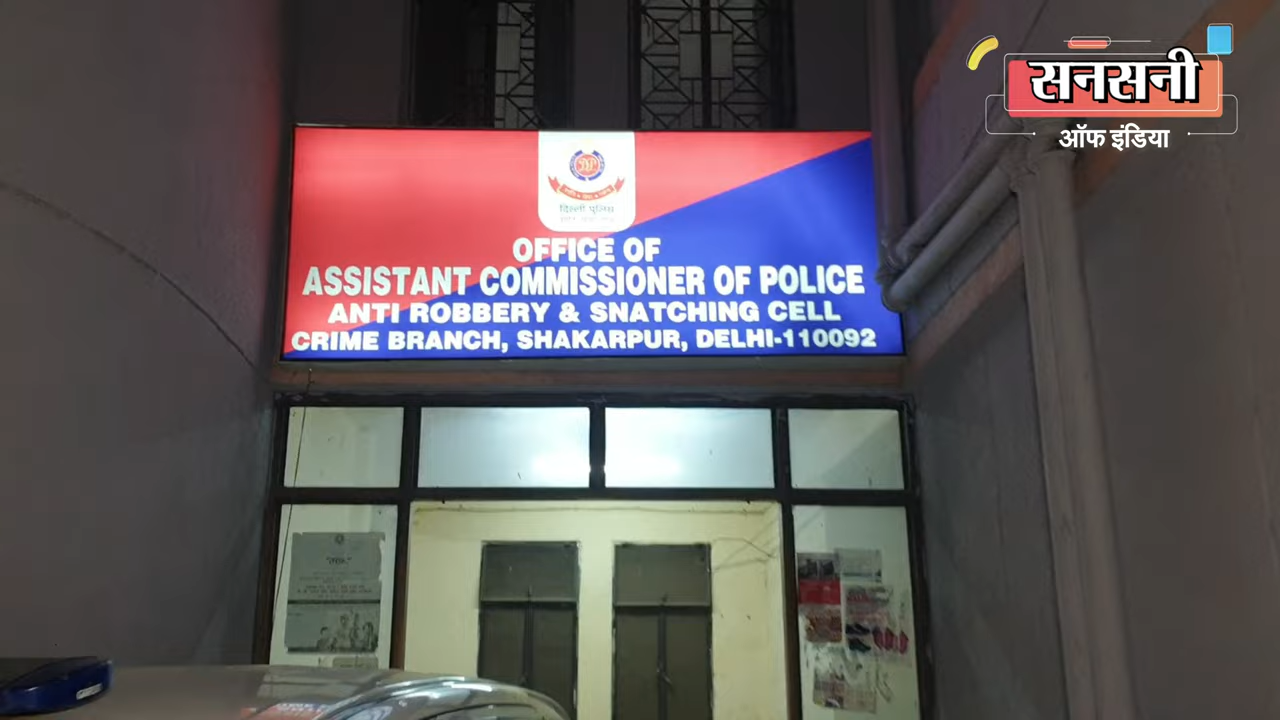 सनसनी
ऑफ इंडिया
दिल्ली पुलिस
OFFICE OF
ASSISTANT COMMISSIONER OF POLICE
ANTI ROBBERY & SNATCHING CELL
CRIME BRANCH, SHAKARPUR, DELHI-110092